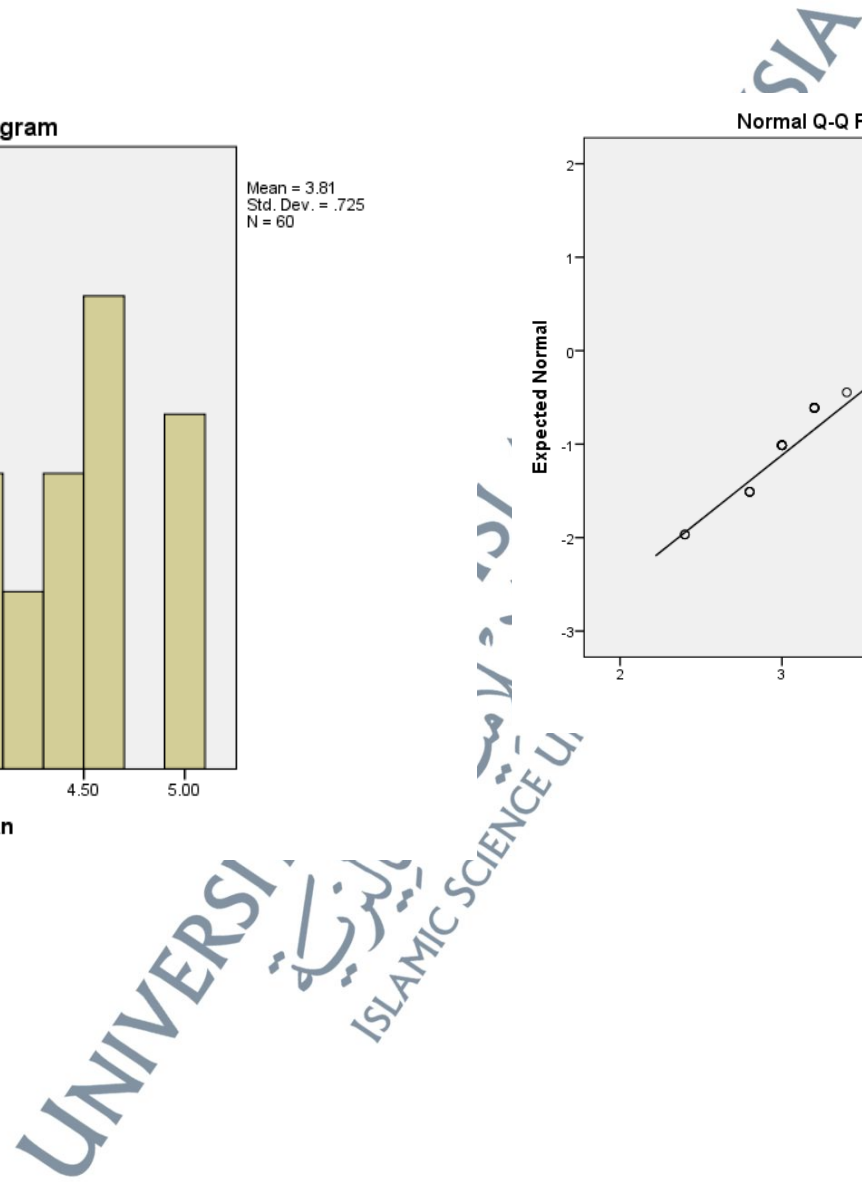 gram
Mean = 3.81
Std. Dev. = .725
N = 60
4.50 5.00
n
Normal Q-Q P
Expected Normal
2
1
0
-1
-2
-3
2 3
SIA
UNIVERSI
ISLAMIC SCIENCE U